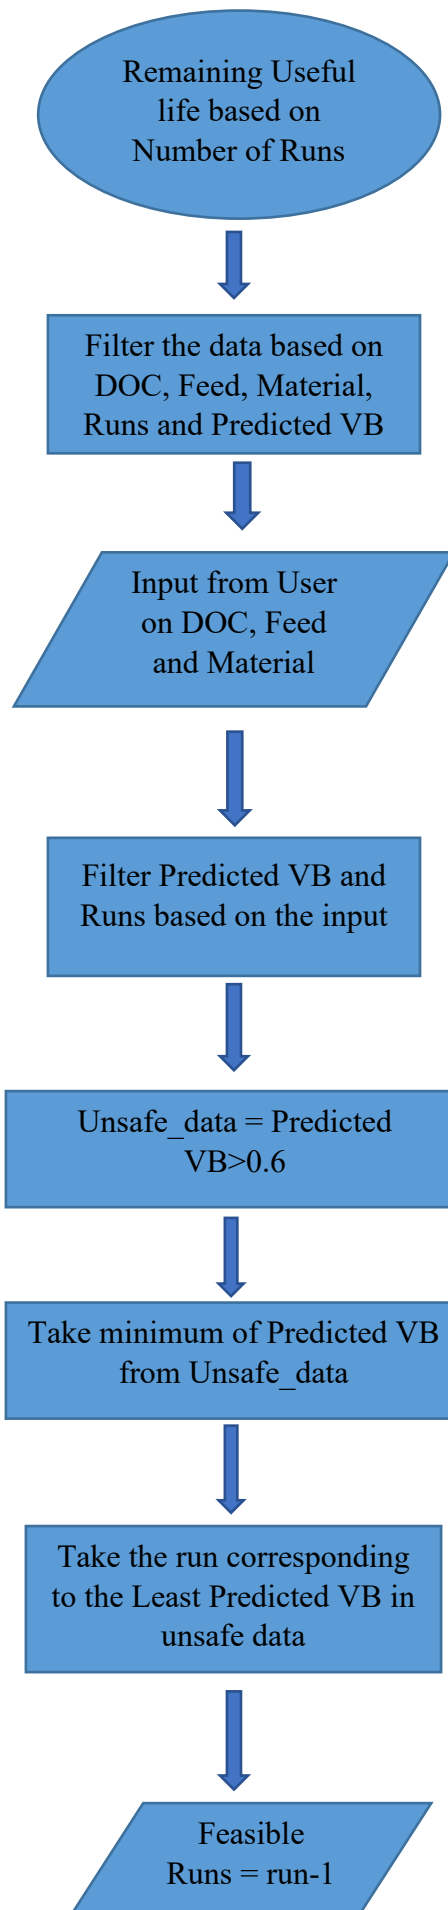 Remaining Useful
life based on
Number of Runs
Filter the data based on
DOC, Feed, Material,
Runs and Predicted VB
Input from User
on DOC, Feed
and Material
Filter Predicted VB and
Runs based on the input
Unsafe_data = Predicted
VB>0.6
Take minimum of Predicted VB
from Unsafe_data
Take the run corresponding
to the Least Predicted VB in
unsafe data
Feasible
Runs = run-1